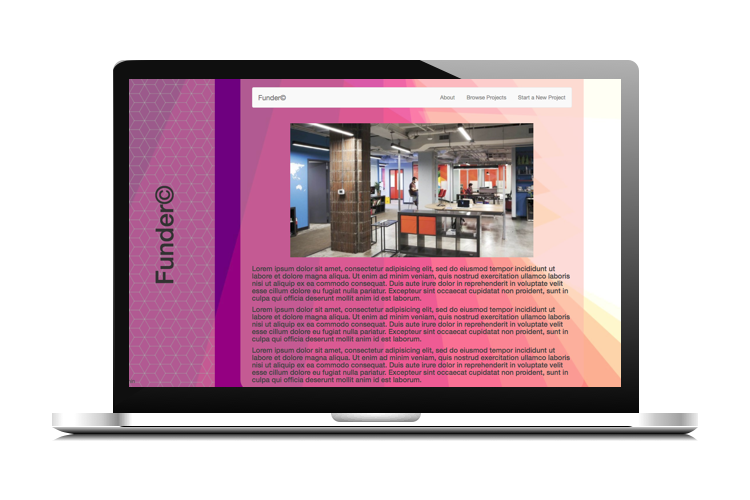 Funder©
Funder©
About Browse Projects Start a New Project
Lorem ipsum dolor sit amet, consectetur adipisicing elit, sed do eiusmod tempor incididunt ut
labore et dolore magna aliqua. Ut enim ad minim veniam, quis nostrud exercitation ullamco laboris
nisi ut aliquip ex ea commodo consequat. Duis aute irure dolor in reprehenderit in voluptate velit
esse cillum dolore eu fugiat nulla pariatur. Excepteur sint occaecat cupidatat non proident, sunt in
culpa qui officia deserunt mollit anim id est laborum.
Lorem ipsum dolor sit amet, consectetur adipisicing elit, sed do eiusmod tempor incididunt ut
labore et dolore magna aliqua. Ut enim ad minim veniam, quis nostrud exercitation ullamco laboris
nisi ut aliquip ex ea commodo consequat. Duis aute irure dolor in reprehenderit in voluptate velit
esse cillum dolore eu fugiat nulla pariatur. Excepteur sint occaecat cupidatat non proident, sunt in
culpa qui officia deserunt mollit anim id est laborum.
Lorem ipsum dolor sit amet, consectetur adipisicing elit, sed do eiusmod tempor incididunt ut
labore et dolore magna aliqua. Ut enim ad minim veniam, quis nostrud exercitation ullamco laboris
nisi ut aliquip ex ea commodo consequat. Duis aute irure dolor in reprehenderit in voluptate velit
esse cillum dolore eu fugiat nulla pariatur. Excepteur sint occaecat cupidatat non proident, sunt in
culpa qui officia deserunt mollit anim id est laborum.